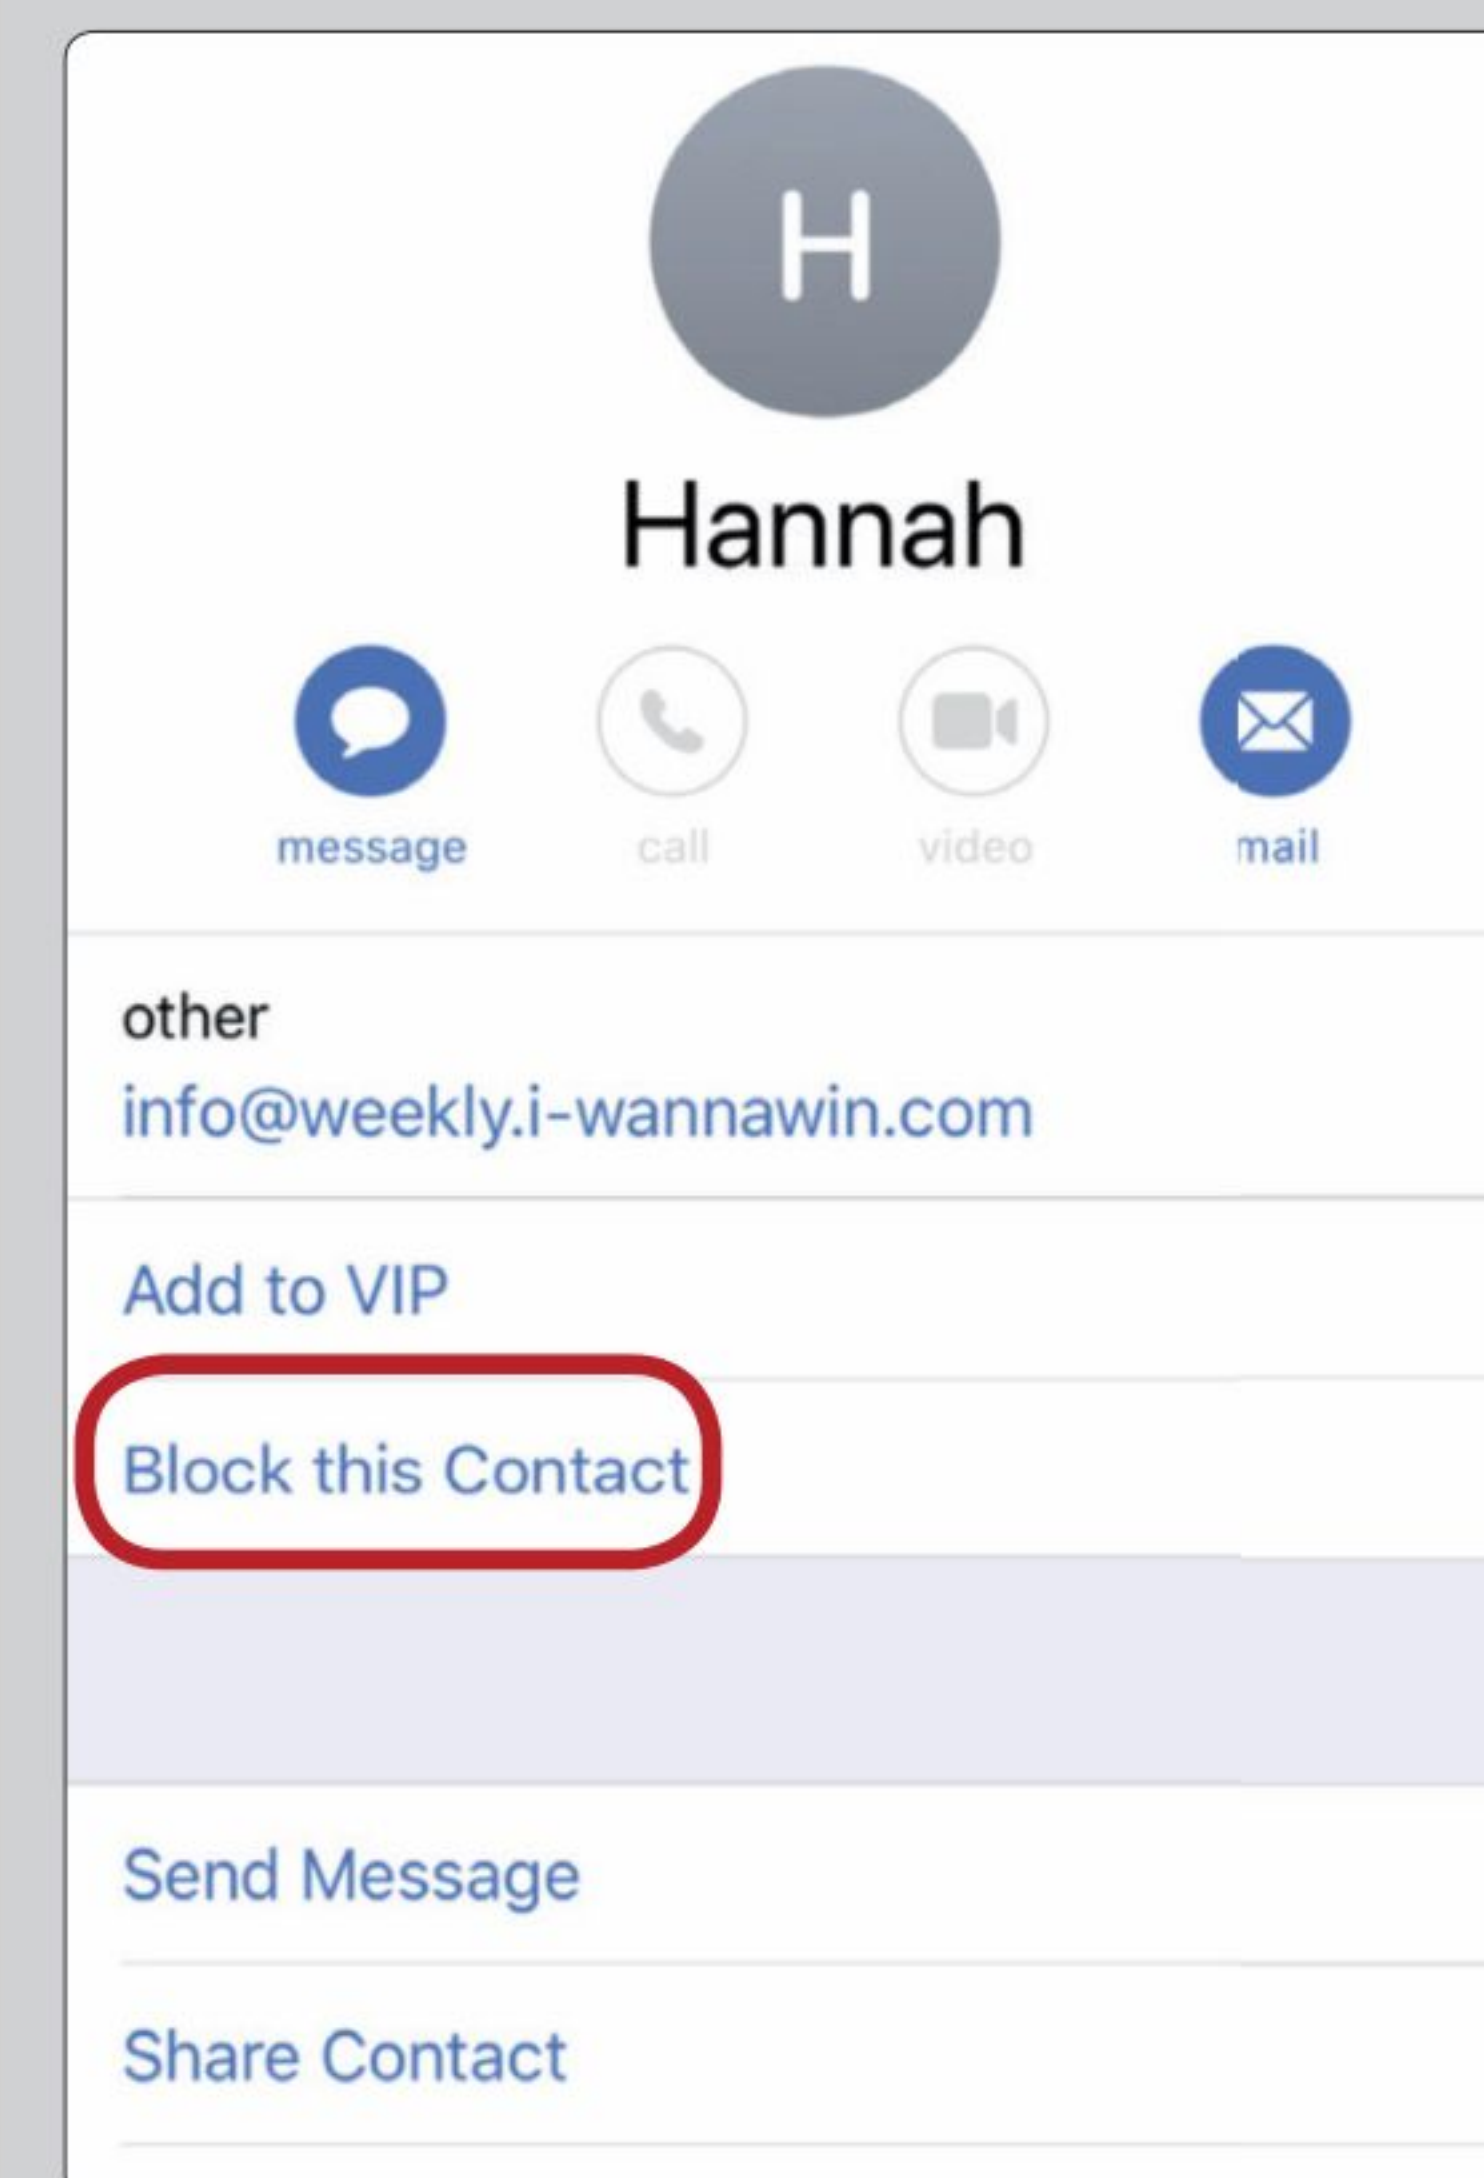 H
Hannah
message call video mail
other
info@weekly.i-wannawin.com
Add to VIP
Block this Contact
Send Message
Share Contact